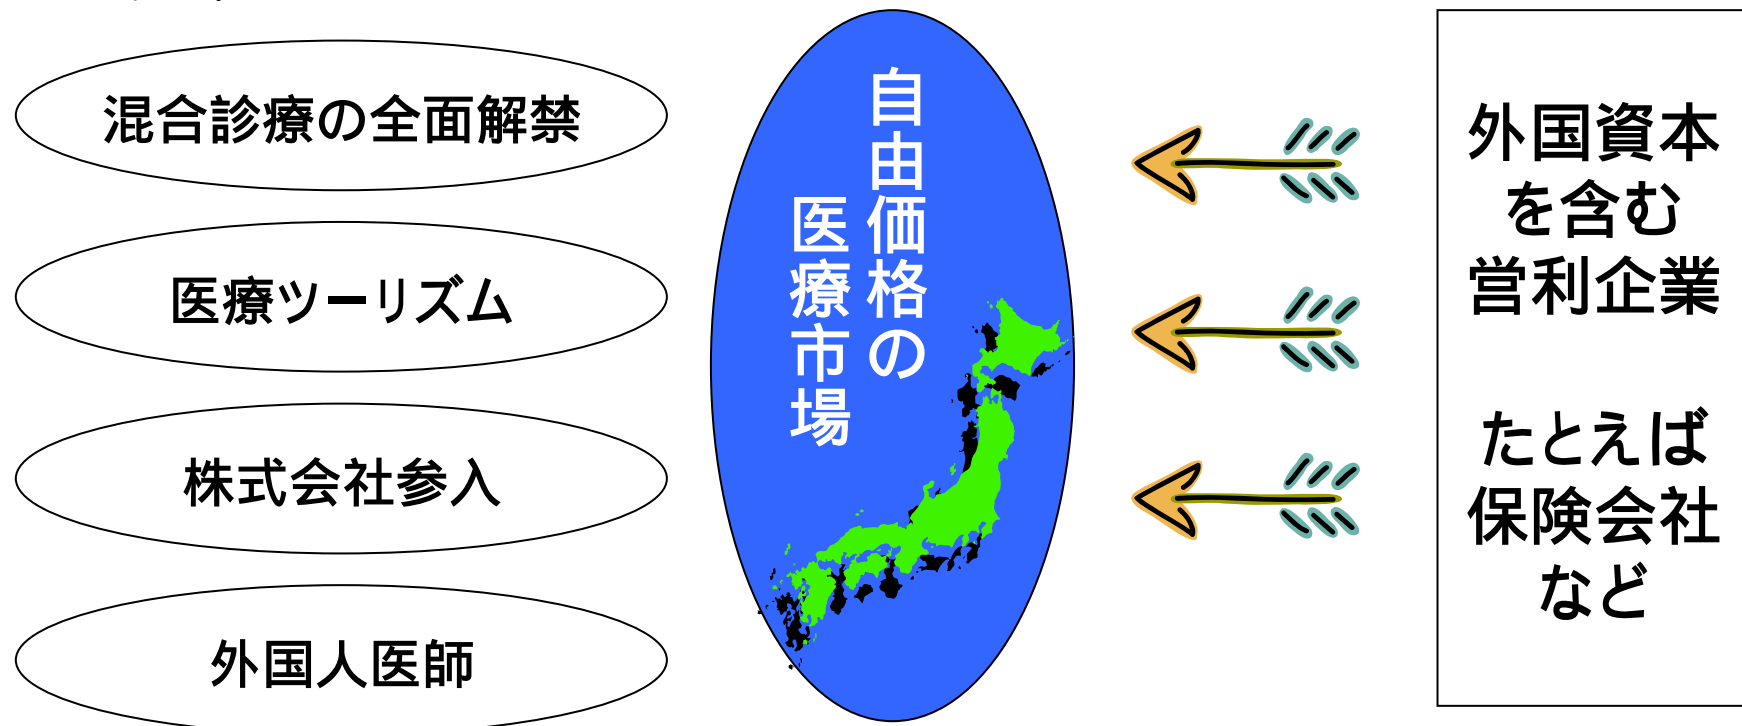 混合診療の全面解禁
医療ツーリズム
株式会社参入
外国人医師
自由価格の
医療市場
外国資本
を含む
営利企業
たとえば
保険会社
など